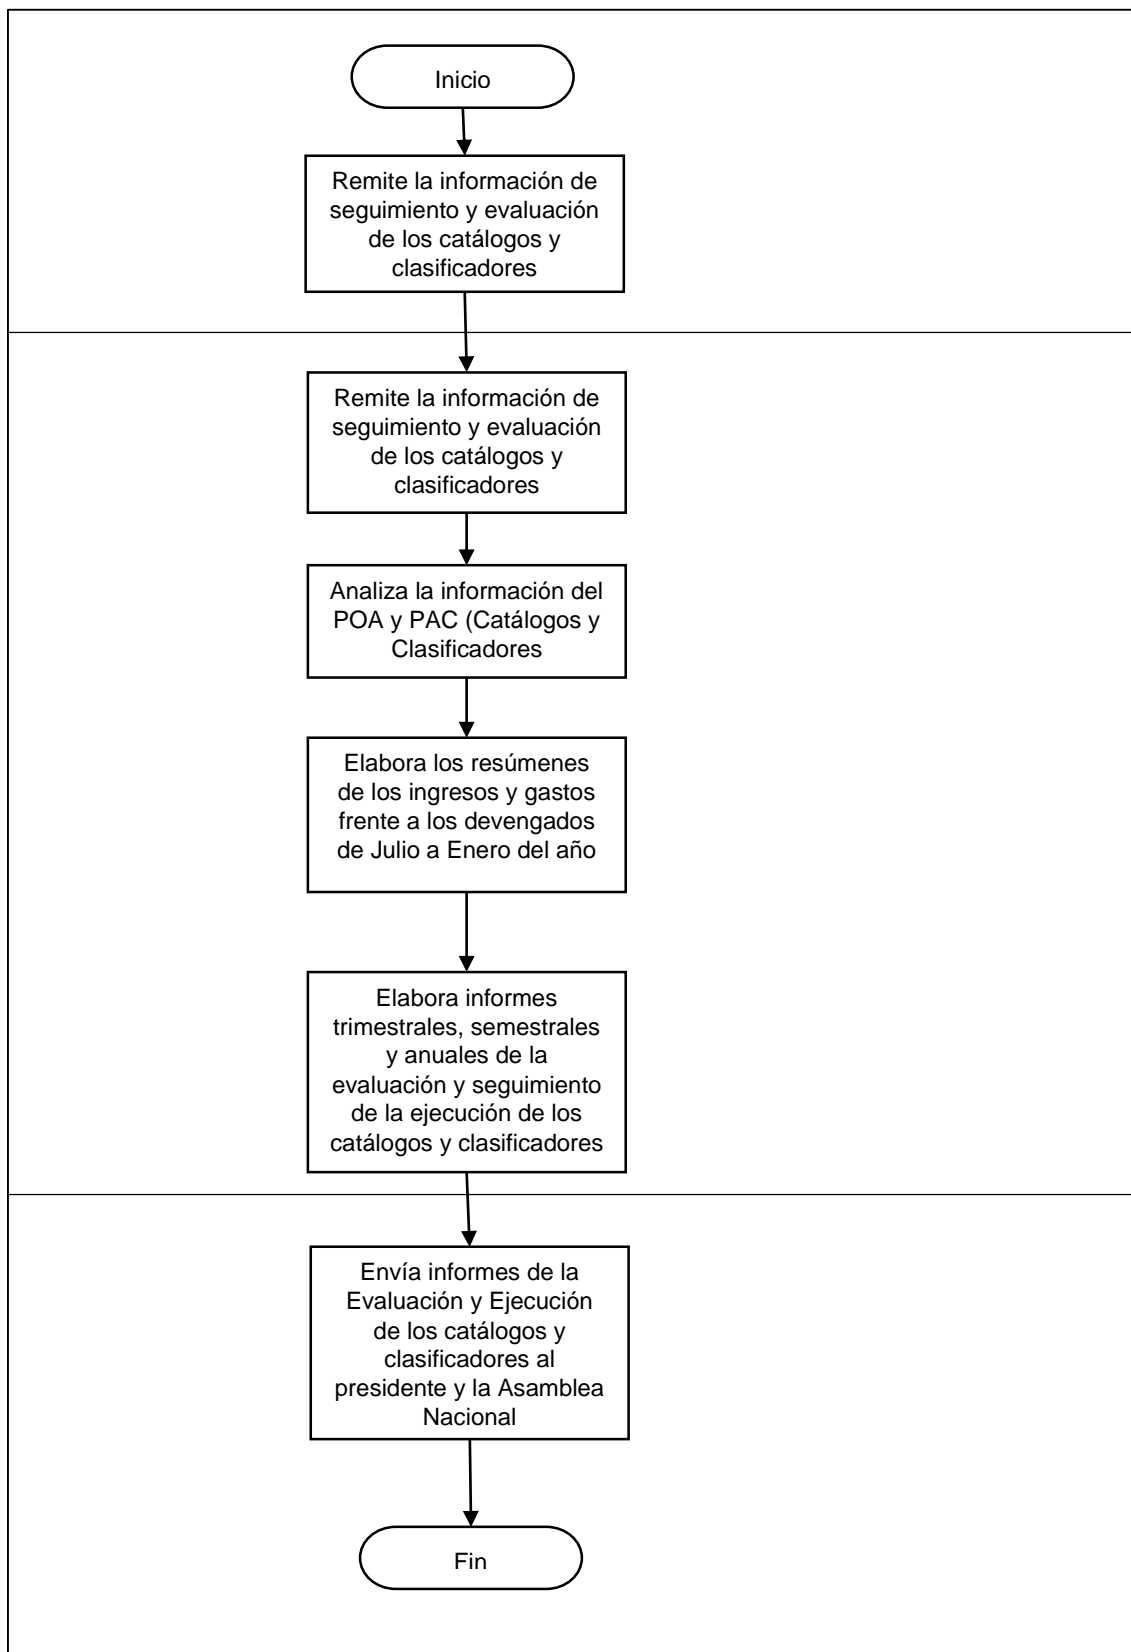 Inicio
Remite la información de
seguimiento y evaluación
de los catálogos y
clasificadores
Remite la información de
seguimiento y evaluación
de los catálogos y
clasificadores
Analiza la información del
POA y PAC (Catálogos y
Clasificadores
Elabora los resúmenes
de los ingresos y gastos
frente a los devengados
de Julio a Enero del año
Elabora informes
trimestrales, semestrales
y anuales de la
evaluación y seguimiento
de la ejecución de los
catálogos y clasificadores
Envía informes de la
Evaluación y Ejecución
de los catálogos y
clasificadores al
presidente y la Asamblea
Nacional
Fin